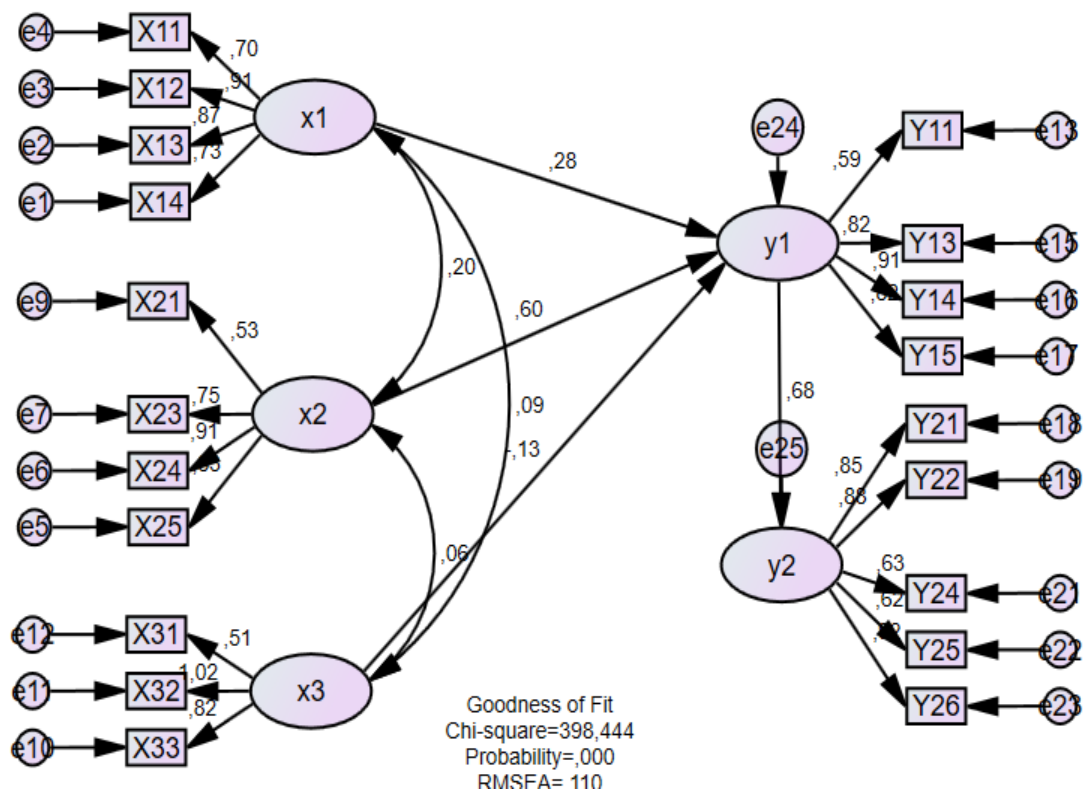 e4 X11 ,70
e3 X12 ,91
e2 X13 ,87
e1 X14 ,73
x1
e9 X21 ,53
e7 X23 ,75
e6 X24 ,91
e5 X25
x2
e12 X31 ,51
e11 X32 1,02
e10 X33 ,82
x3
,20
,09
,06
,28
,60
-,13
e24
y1
,68
e25
y2
,59 Y11 e13
,82 Y13 e15
,91 Y14 e16
Y15 e17
,85 Y21 e18
,88 Y22 e19
,63 Y24 e21
,62 Y25 e22
Y26 e23
Goodness of Fit
Chi-square=398,444
Probability=,000
RMSEA=,110